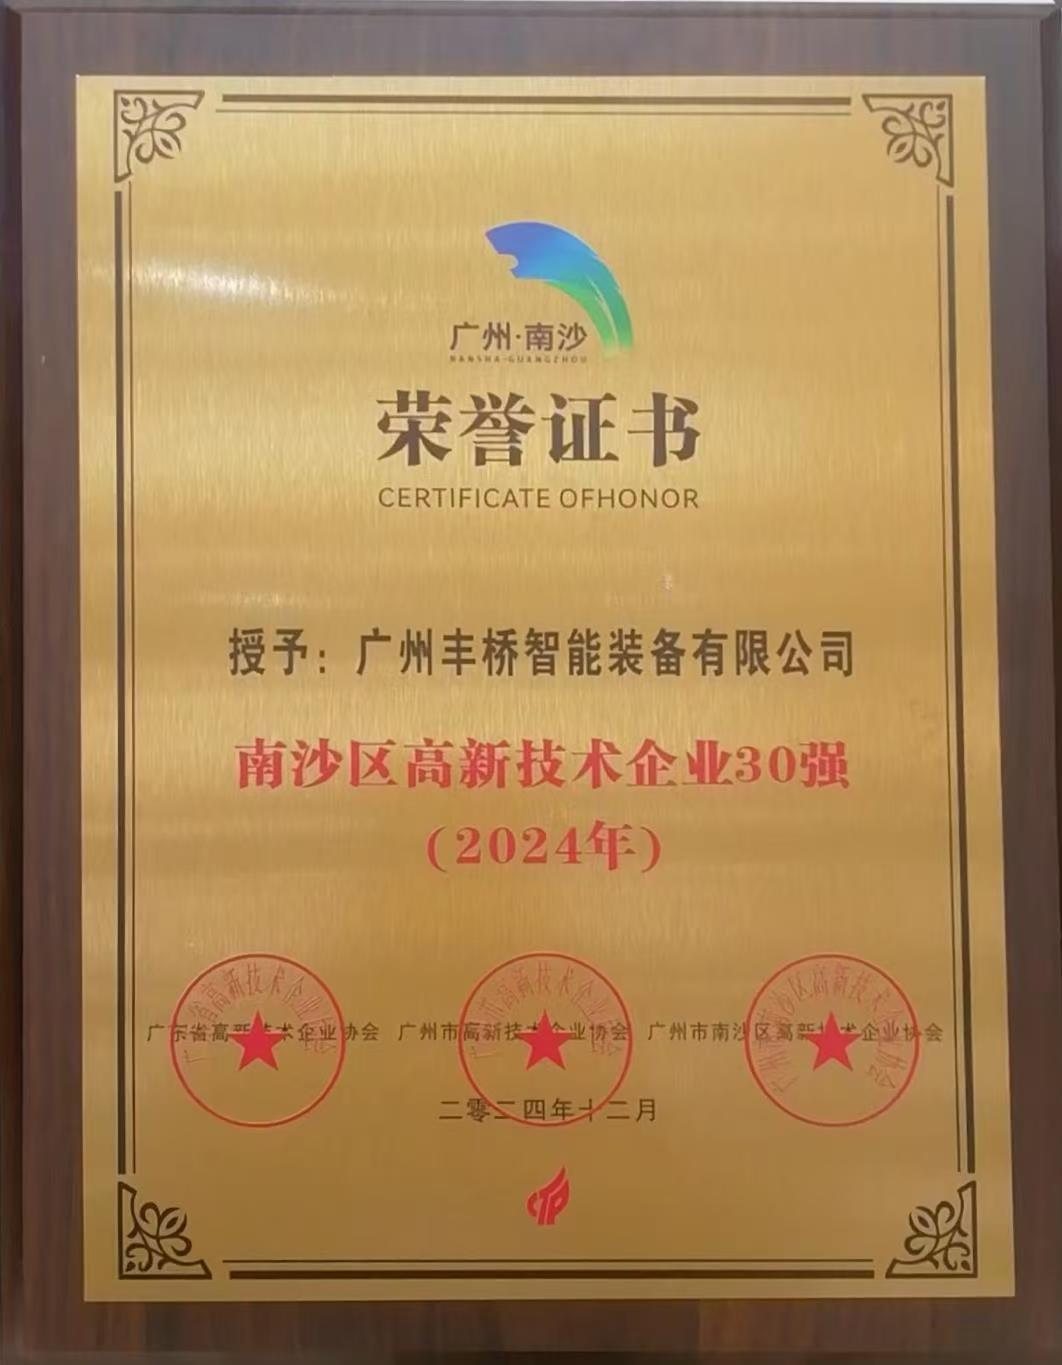 广州·南沙
NANSHA·GUANGZHOU
荣誉证书
CERTIFICATE OFHONOR
授予：广州丰桥智能装备有限公司
南沙区高新技术企业30强
(2024年)
广东省高新技术企业协会 广州市高新技术企业协会 广州市南沙区高新技术企业协会
二零二四年十二月